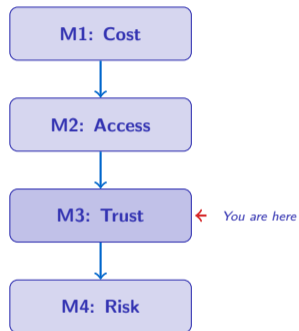 M1: Cost
M2: Access
M3: Trust
You are here
M4: Risk